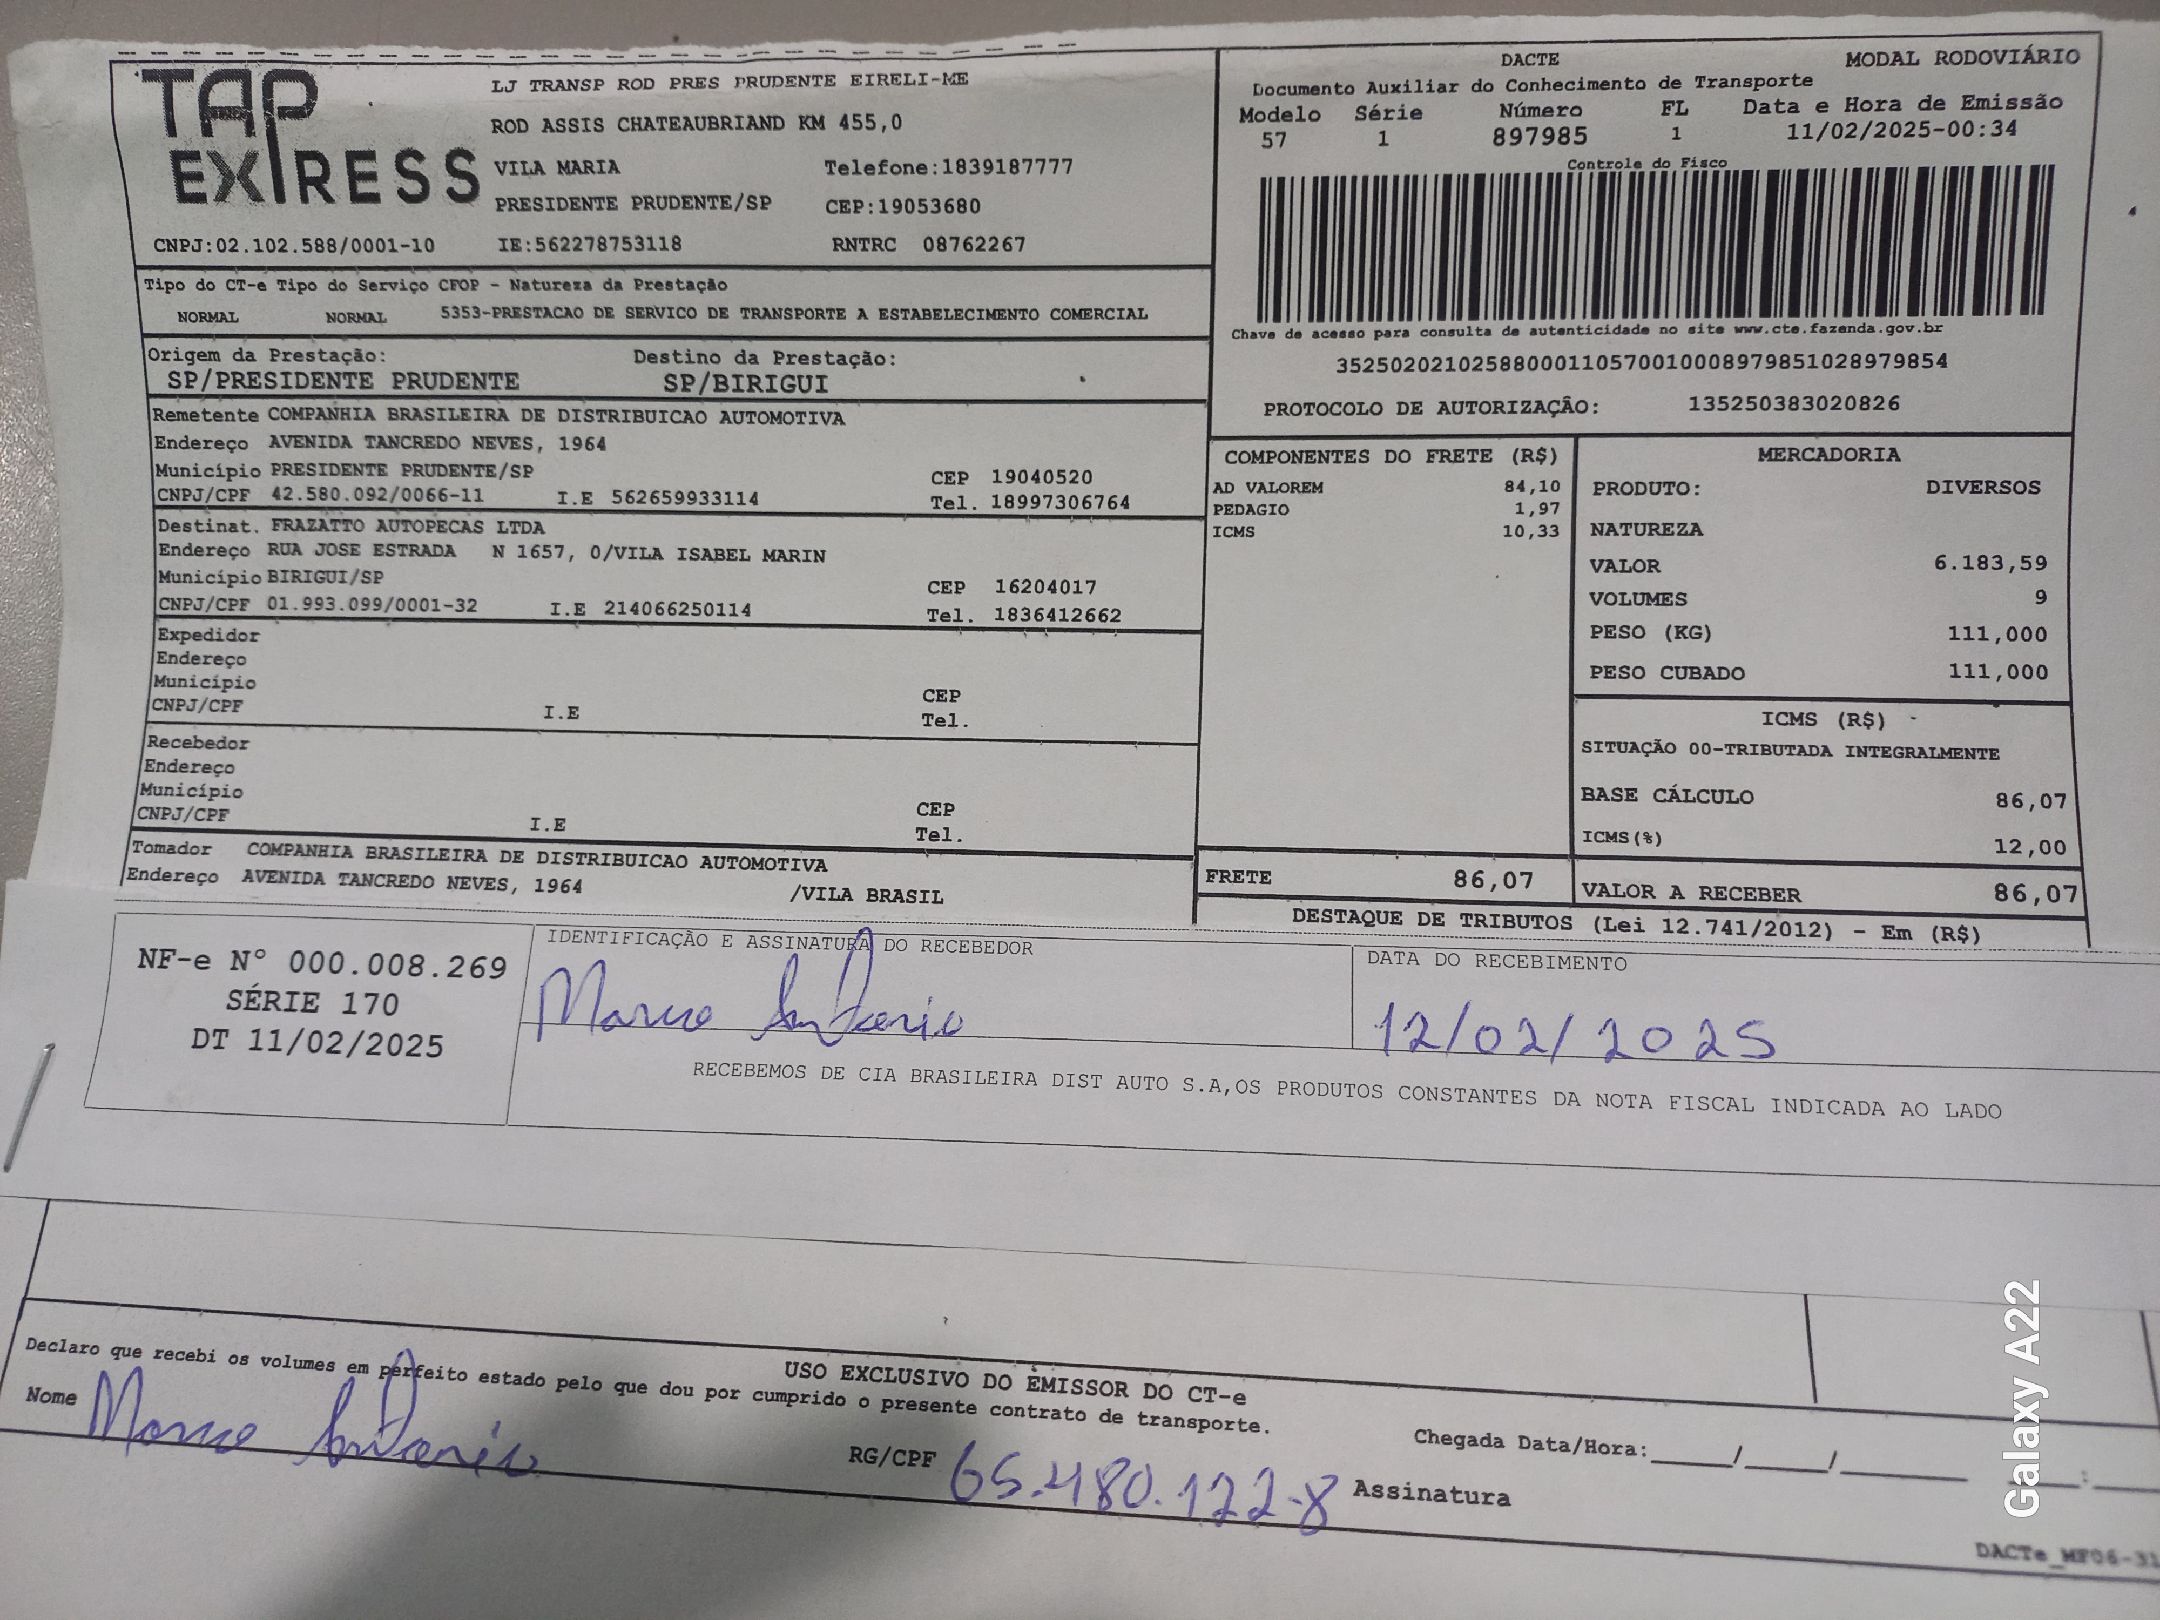 TAP EXPRESS
LJ TRANSP ROD PRES PRUDENTE EIRELI-ME
ROD ASSIS CHATEAUBRIAND KM 455,0
VILA MARIA Telefone:1839187777
PRESIDENTE PRUDENTE/SP CEP:19053680
CNPJ:02.102.588/0001-10 IE:562278753118 RNTRC 08762267
Tipo do CT-e Tipo do Serviço CFOP - Natureza da Prestação
NORMAL NORMAL 5353-PRESTACAO DE SERVICO DE TRANSPORTE A ESTABELECIMENTO COMERCIAL
Origem da Prestação: Destino da Prestação:
SP/PRESIDENTE PRUDENTE SP/BIRIGUI
Remetente COMPANHIA BRASILEIRA DE DISTRIBUICAO AUTOMOTIVA
Endereço AVENIDA TANCREDO NEVES, 1964
Município PRESIDENTE PRUDENTE/SP CEP 19040520
CNPJ/CPF 42.580.092/0066-11 I.E 562659933114 Tel. 18997306764
Destinat. FRAZATTO AUTOPECAS LTDA
Endereço RUA JOSE ESTRADA N 1657, 0/VILA ISABEL MARIN
Município BIRIGUI/SP CEP 16204017
CNPJ/CPF 01.993.099/0001-32 I.E 214066250114 Tel. 1836412662
Expedidor
Endereço
Município CEP
CNPJ/CPF I.E Tel.
Recebedor
Endereço
Município CEP
CNPJ/CPF I.E Tel.
Tomador COMPANHIA BRASILEIRA DE DISTRIBUICAO AUTOMOTIVA
Endereço AVENIDA TANCREDO NEVES, 1964 /VILA BRASIL
DACTE MODAL RODOVIÁRIO
Documento Auxiliar do Conhecimento de Transporte
Modelo Série Número FL Data e Hora de Emissão
57 1 897985 1 11/02/2025-00:34
Controle do Fisco
Chave de acesso para consulta de autenticidade no site www.cte.fazenda.gov.br
35250202102588000110570010008979851028979854
PROTOCOLO DE AUTORIZAÇÃO: 135250383020826
COMPONENTES DO FRETE (R$)
AD VALOREM 84,10
PEDAGIO 1,97
ICMS 10,33
FRETE 86,07
MERCADORIA
PRODUTO: DIVERSOS
NATUREZA
VALOR 6.183,59
VOLUMES 9
PESO (KG) 111,000
PESO CUBADO 111,000
ICMS (R$)
SITUAÇÃO 00-TRIBUTADA INTEGRALMENTE
BASE CÁLCULO 86,07
ICMS(%) 12,00
VALOR A RECEBER 86,07
DESTAQUE DE TRIBUTOS (Lei 12.741/2012) - Em (R$)
NF-e Nº 000.008.269
SÉRIE 170
DT 11/02/2025
IDENTIFICAÇÃO E ASSINATURA DO RECEBEDOR
Marco Antonio
DATA DO RECEBIMENTO
12/02/2025
RECEBEMOS DE CIA BRASILEIRA DIST AUTO S.A,OS PRODUTOS CONSTANTES DA NOTA FISCAL INDICADA AO LADO
USO EXCLUSIVO DO EMISSOR DO CT-e
Declaro que recebi os volumes em perfeito estado pelo que dou por cumprido o presente contrato de transporte.
Nome Marco Antonio RG/CPF 65.480.122-8 Assinatura
Chegada Data/Hora:_____/_____/_________ ___:___
DACTe_MF06-31
Galaxy A22